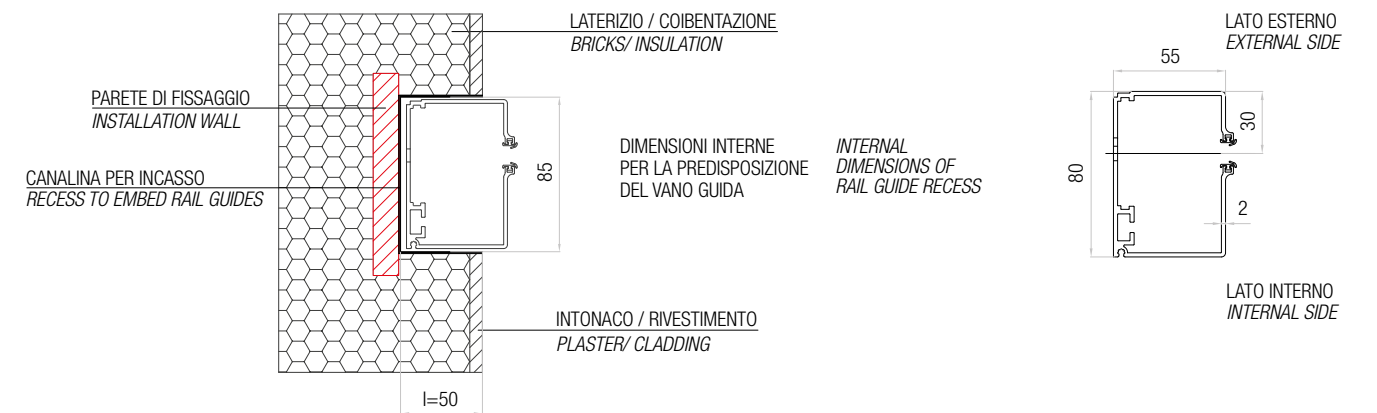 LATERIZIO / COIBENTAZIONE
BRICKS/ INSULATION
PARETE DI FISSAGGIO
INSTALLATION WALL
CANALINA PER INCASSO
RECESS TO EMBED RAIL GUIDES
85
DIMENSIONI INTERNE
PER LA PREDISPOSIZIONE
DEL VANO GUIDA
INTERNAL
DIMENSIONS OF
RAIL GUIDE RECESS
INTONACO / RIVESTIMENTO
PLASTER/ CLADDING
l=50
LATO ESTERNO
EXTERNAL SIDE
55
30
80
2
LATO INTERNO
INTERNAL SIDE